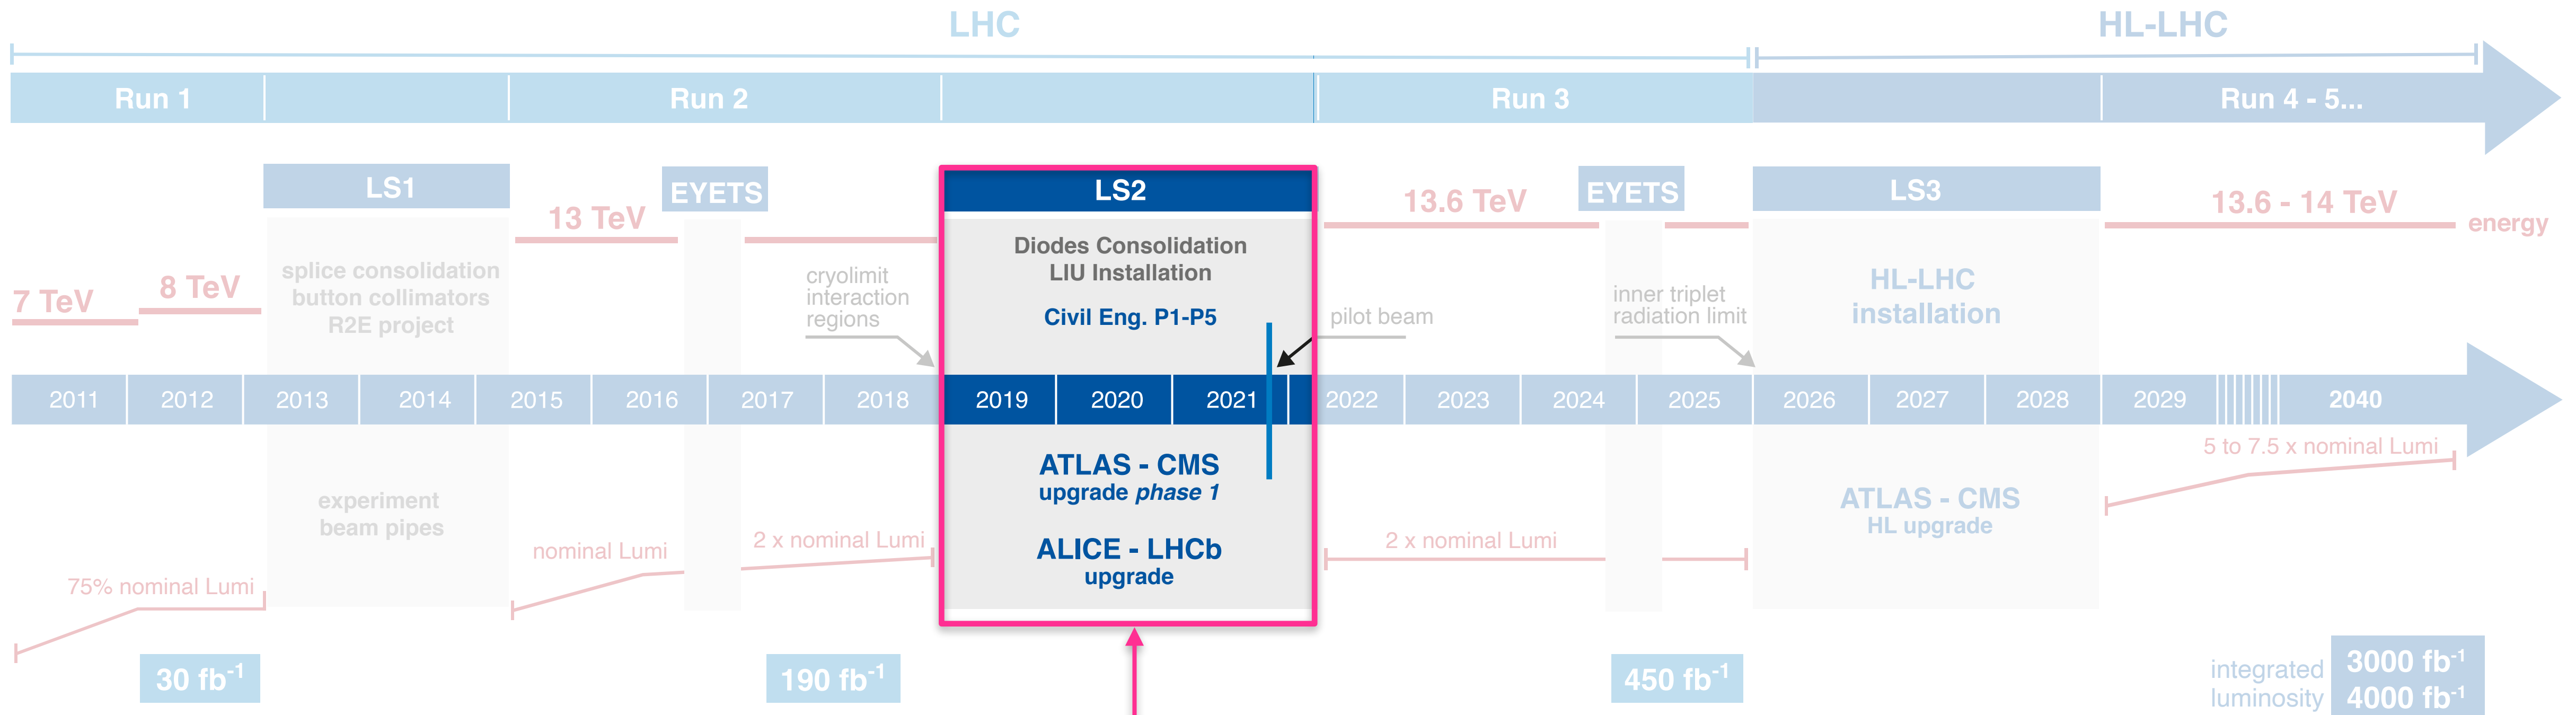 LHC
HL-LHC
Run 1
Run 2
Run 3
Run 4 - 5...
LS1
EYETS
LS2
EYETS
LS3
13 TeV
13.6 TeV
13.6 - 14 TeV
energy
7 TeV
8 TeV
splice consolidation
button collimators
R2E project
cryolimit
interaction
regions
Diodes Consolidation
LIU Installation
Civil Eng. P1-P5
pilot beam
inner triplet
radiation limit
HL-LHC
installation
2011
2012
2013
2014
2015
2016
2017
2018
2019
2020
2021
2022
2023
2024
2025
2026
2027
2028
2029
2040
experiment
beam pipes
ATLAS - CMS
upgrade phase 1
ALICE - LHCb
upgrade
ATLAS - CMS
HL upgrade
5 to 7.5 x nominal Lumi
75% nominal Lumi
nominal Lumi
2 x nominal Lumi
2 x nominal Lumi
30 fb⁻¹
190 fb⁻¹
450 fb⁻¹
integrated
luminosity
3000 fb⁻¹
4000 fb⁻¹